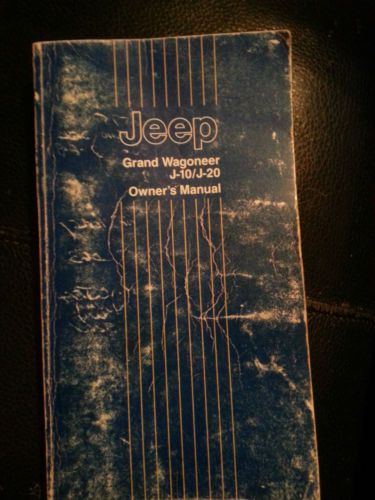 Jeep
Grand Wagoneer
J-10/J-20
Owner's Manual